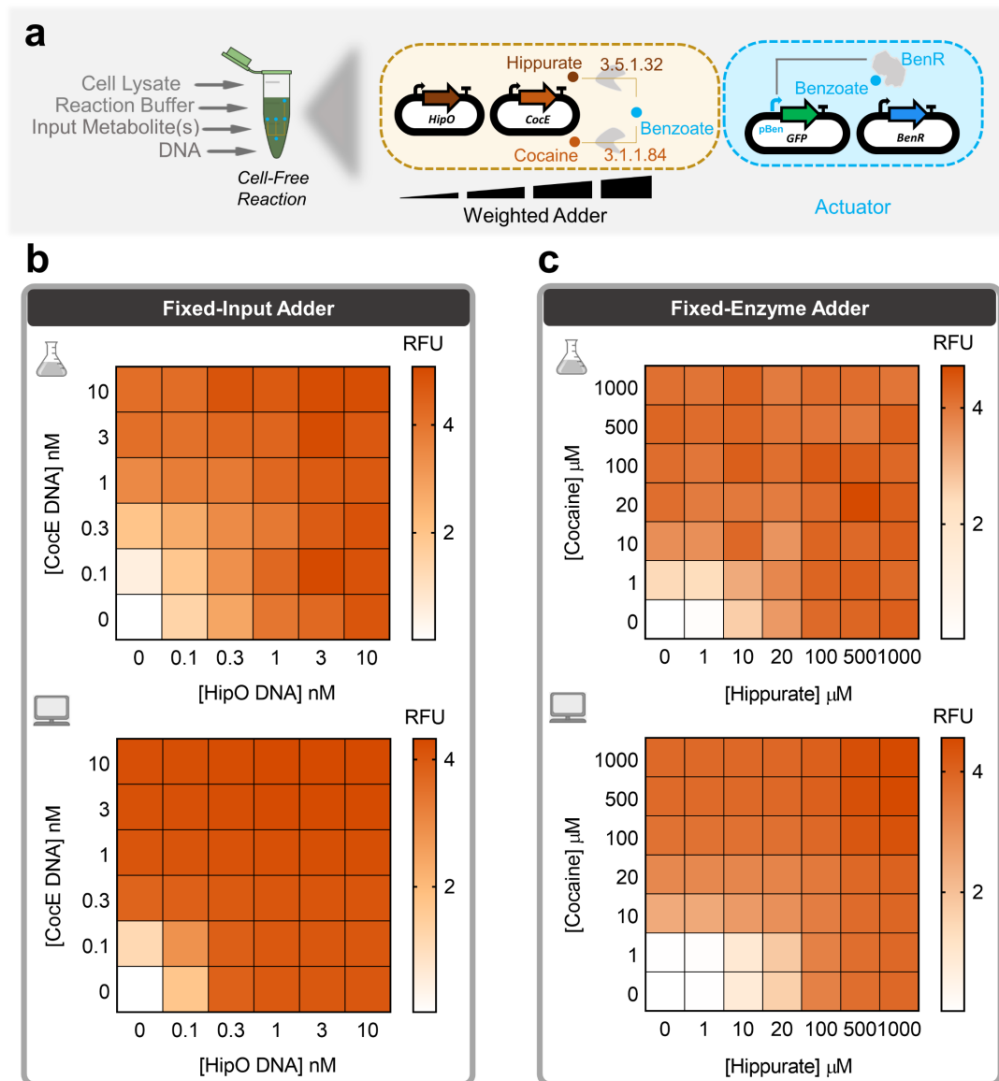 a
Cell Lysate
Reaction Buffer
Input Metabolite(s)
DNA
Cell-Free
Reaction
Hippurate 3.5.1.32
HipO CocE
Benzoate
Cocaine 3.1.1.84
Weighted Adder
BenR
Benzoate
pBen
GFP BenR
Actuator
b
Fixed-Input Adder
RFU
[CocE DNA] nM
10
3
1
0.3
0.1
0
0 0.1 0.3 1 3 10
[HipO DNA] nM
4
2
RFU
[CocE DNA] nM
10
3
1
0.3
0.1
0
0 0.1 0.3 1 3 10
[HipO DNA] nM
4
2
c
Fixed-Enzyme Adder
RFU
[Cocaine] μM
1000
500
100
20
10
1
0
0 1 10 20 100 500 1000
[Hippurate] μM
4
2
RFU
[Cocaine] μM
1000
500
100
20
10
1
0
0 1 10 20 100 500 1000
[Hippurate] μM
4
2